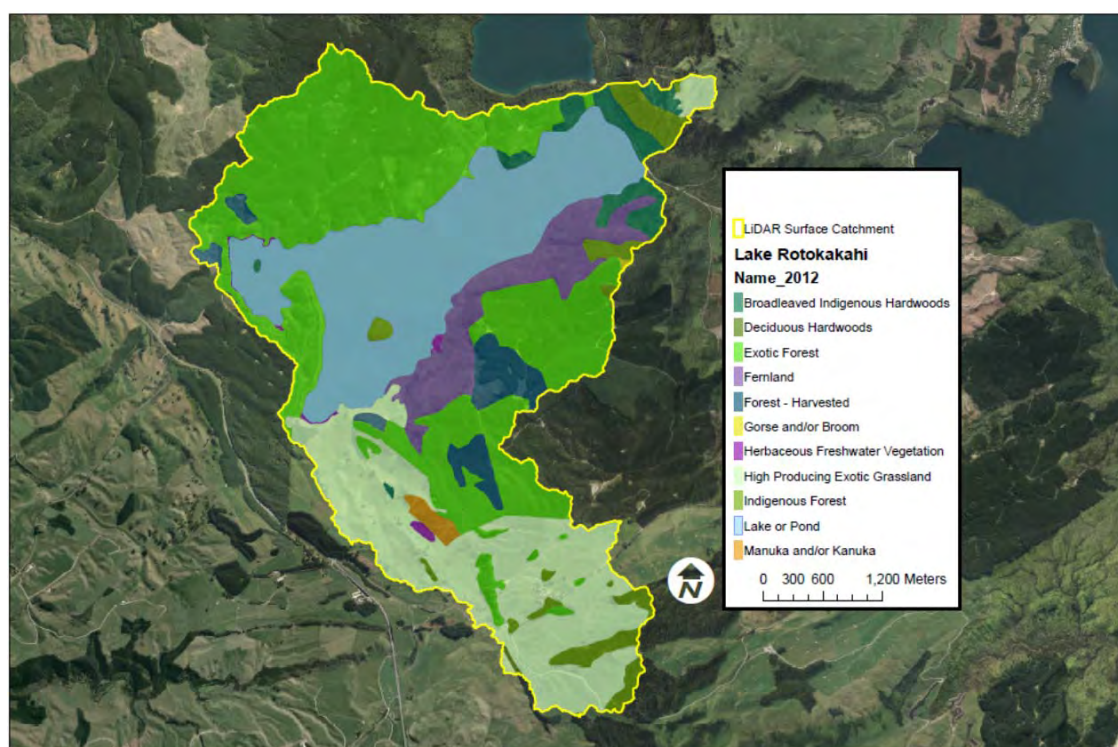 LiDAR Surface Catchment
Lake Rotokakahi
Name_2012
Broadleaved Indigenous Hardwoods
Deciduous Hardwoods
Exotic Forest
Fernland
Forest - Harvested
Gorse and/or Broom
Herbaceous Freshwater Vegetation
High Producing Exotic Grassland
Indigenous Forest
Lake or Pond
Manuka and/or Kanuka
N
0 300 600 1,200 Meters